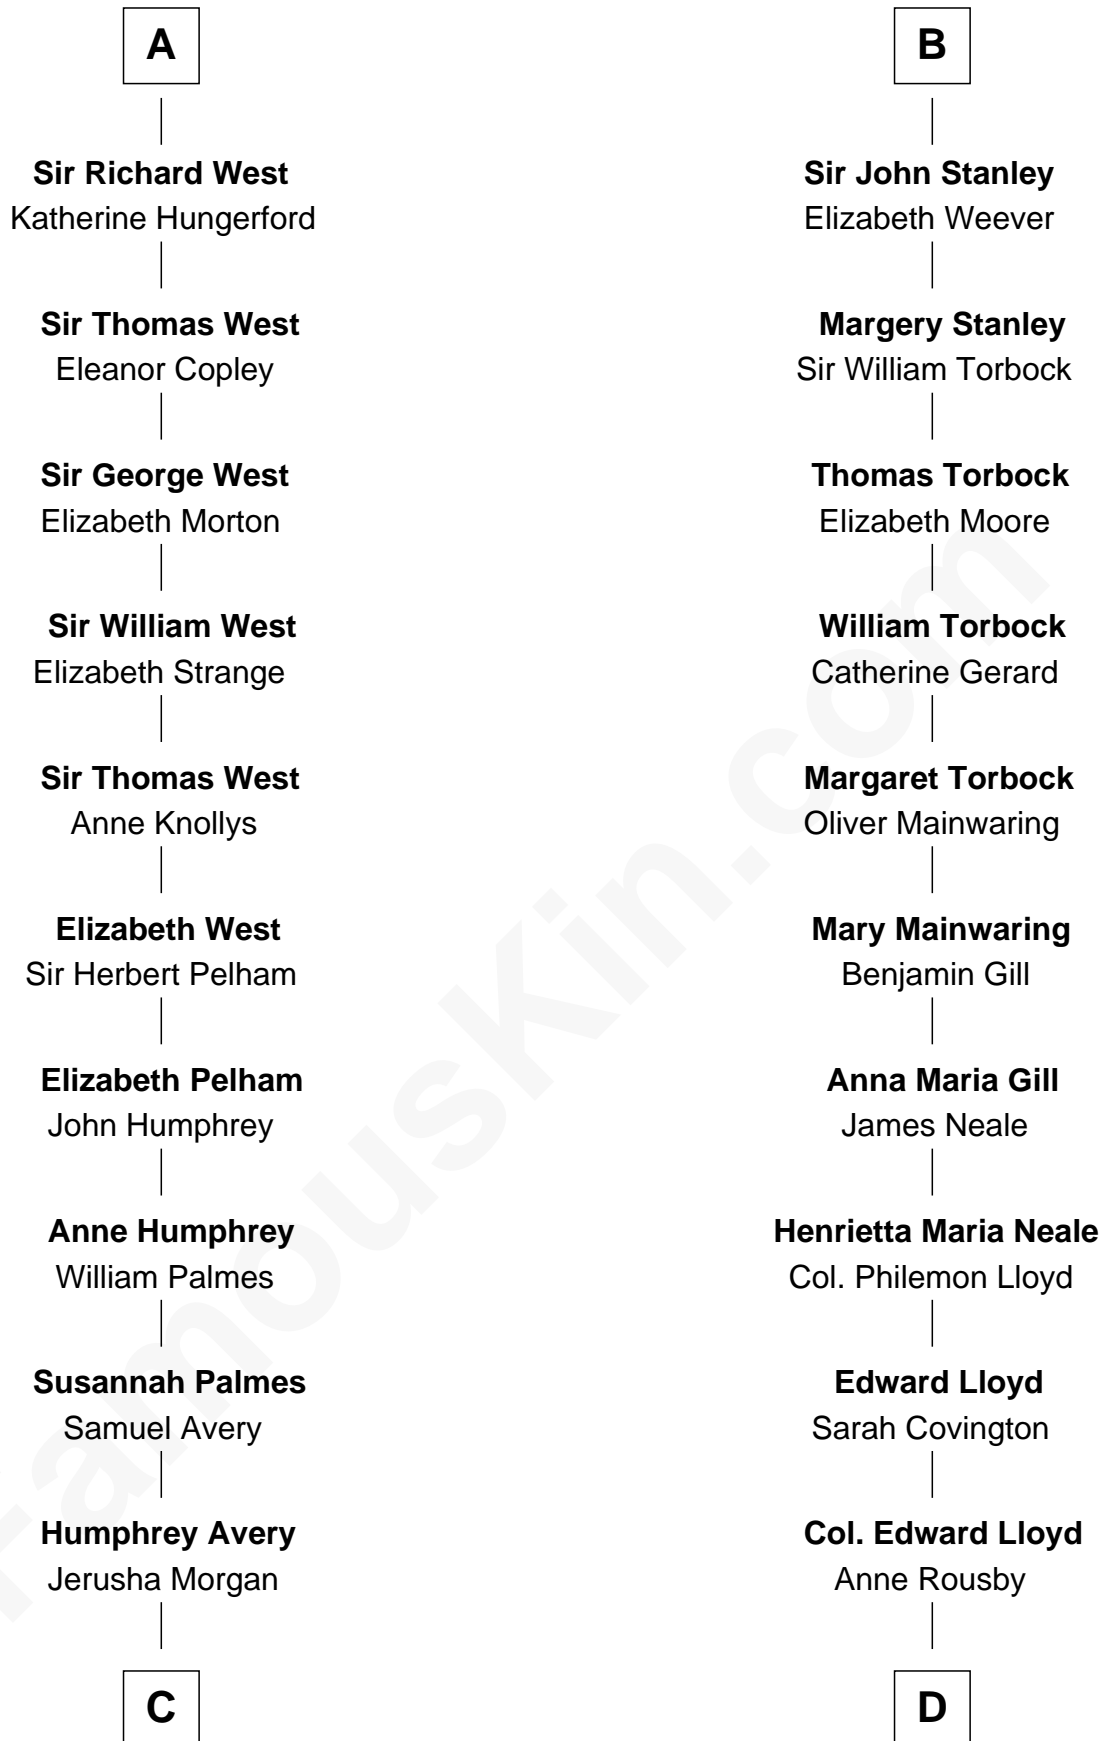 A
Sir Richard West
Katherine Hungerford
Sir Thomas West
Eleanor Copley
Sir George West
Elizabeth Morton
Sir William West
Elizabeth Strange
Sir Thomas West
Anne Knollys
Elizabeth West
Sir Herbert Pelham
Elizabeth Pelham
John Humphrey
Anne Humphrey
William Palmes
Susannah Palmes
Samuel Avery
Humphrey Avery
Jerusha Morgan
C
B
Sir John Stanley
Elizabeth Weever
Margery Stanley
Sir William Torbock
Thomas Torbock
Elizabeth Moore
William Torbock
Catherine Gerard
Margaret Torbock
Oliver Mainwaring
Mary Mainwaring
Benjamin Gill
Anna Maria Gill
James Neale
Henrietta Maria Neale
Col. Philemon Lloyd
Edward Lloyd
Sarah Covington
Col. Edward Lloyd
Anne Rousby
D
FamousKin.com